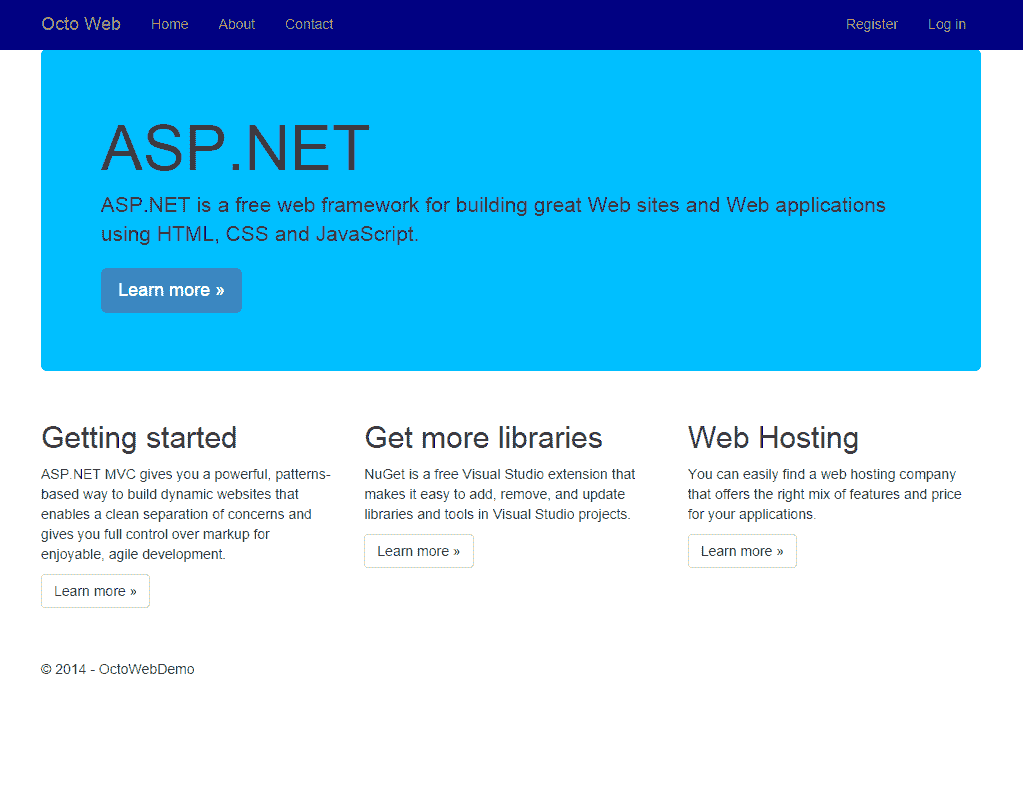 Octo Web Home About Contact Register Log in
ASP.NET
ASP.NET is a free web framework for building great Web sites and Web applications
using HTML, CSS and JavaScript.
Learn more »
Getting started
ASP.NET MVC gives you a powerful, patterns-
based way to build dynamic websites that
enables a clean separation of concerns and
gives you full control over markup for
enjoyable, agile development.
Learn more »
Get more libraries
NuGet is a free Visual Studio extension that
makes it easy to add, remove, and update
libraries and tools in Visual Studio projects.
Learn more »
Web Hosting
You can easily find a web hosting company
that offers the right mix of features and price
for your applications.
Learn more »
© 2014 - OctoWebDemo